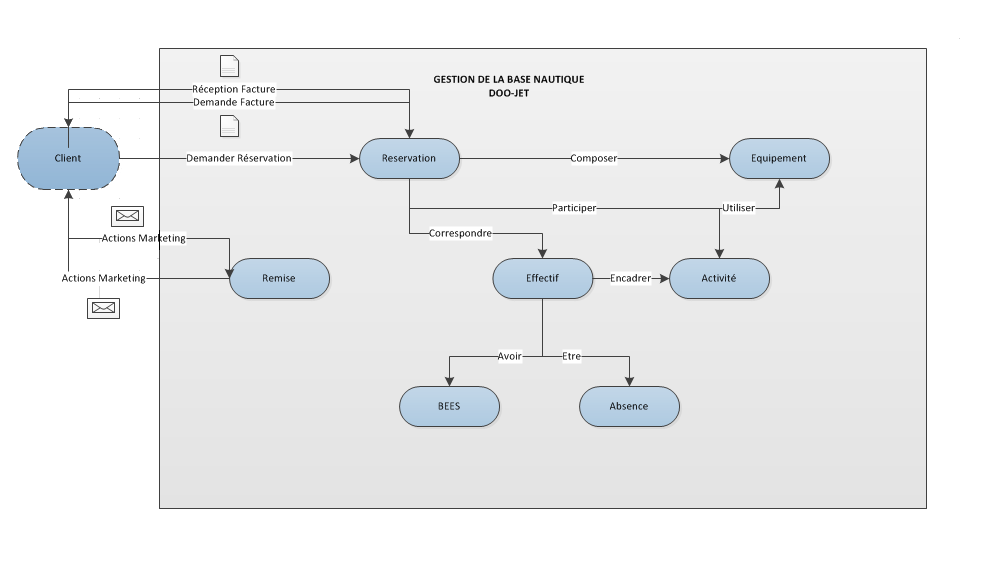 GESTION DE LA BASE NAUTIQUE
DOO-JET
Réception Facture
Demande Facture
Client
Demander Réservation
Reservation
Composer
Equipement
Participer
Utiliser
Correspondre
Actions Marketing
Actions Marketing
Remise
Effectif
Encadrer
Activité
Avoir
Etre
BEES
Absence